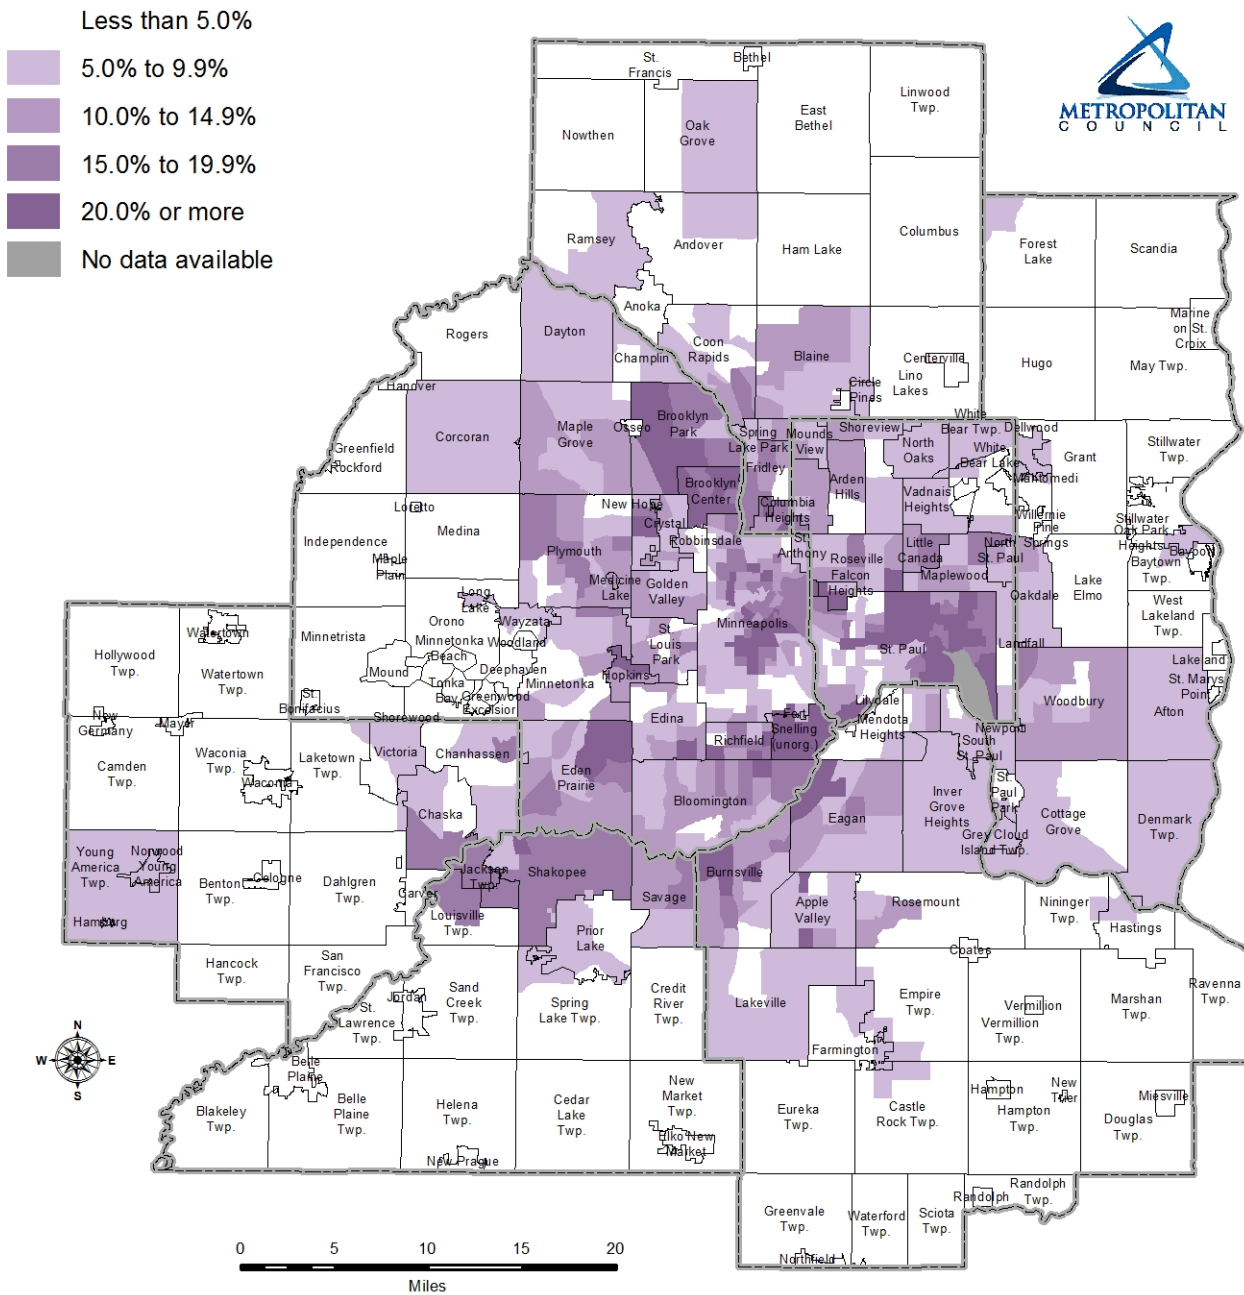 Less than 5.0%
5.0% to 9.9%
10.0% to 14.9%
15.0% to 19.9%
20.0% or more
No data available
METROPOLITAN
COUNCIL
St.
Francis
Bethel
Linwood
Twp.
East
Bethel
Nowthen
Oak
Grove
Ramsey
Andover
Ham Lake
Columbus
Forest
Lake
Scandia
Anoka
Rogers
Dayton
Champlin
Coon
Rapids
Blaine
Centerville
Lino
Lakes
Circle
Pines
Hugo
Marine
on St.
Croix
May Twp.
Hanover
Corcoran
Maple
Grove
Osseo
Brooklyn
Park
Spring
Lake Park
Mounds
View
Shoreview
North
Oaks
White
Bear Twp.
White
Bear Lake
Dellwood
Grant
Stillwater
Twp.
Greenfield
Rockford
Fridley
Brooklyn
Center
Arden
Hills
Vadnais
Heights
Mahtomedi
Willernie
Pine
Springs
Loretto
New Hope
Crystal
Robbinsdale
Columbia
Heights
St.
Anthony
Medina
Independence
Maple
Plain
Plymouth
Medicine
Lake
Golden
Valley
Roseville
Falcon
Heights
Little
Canada
Maplewood
North
St. Paul
Stillwater
Oak Park
Heights
Bayport
Baytown
Twp.
Lake
Elmo
Oakdale
West
Lakeland
Twp.
Long
Lake
Orono
Wayzata
Minnetonka
Beach
Woodland
Minneapolis
St.
Louis
Park
St. Paul
Landfall
Minnetrista
Watertown
Hollywood
Twp.
Watertown
Twp.
Mound
Tonka
Bay
Deephaven
Greenwood
Excelsior
Minnetonka
Hopkins
Lakeland
St. Marys
Point
Woodbury
Afton
St.
Bonifacius
Shorewood
New
Germany
Mayer
Edina
Richfield
Fort
Snelling
(unorg.)
Lilydale
Mendota
Heights
Newport
South
St. Paul
Camden
Twp.
Waconia
Twp.
Waconia
Laketown
Twp.
Victoria
Chanhassen
Eden
Prairie
Bloomington
Eagan
Inver
Grove
Heights
St.
Paul
Park
Grey Cloud
Island Twp.
Cottage
Grove
Denmark
Twp.
Chaska
Young
America
Twp.
Norwood
Young
America
Hamburg
Benton
Twp.
Cologne
Dahlgren
Twp.
Carver
Jackson
Twp.
Louisville
Twp.
Shakopee
Savage
Burnsville
Apple
Valley
Rosemount
Nininger
Twp.
Hastings
Prior
Lake
Coates
Hancock
Twp.
San
Francisco
Twp.
Jordan
St.
Lawrence
Twp.
Sand
Creek
Twp.
Spring
Lake Twp.
Credit
River
Twp.
Lakeville
Farmington
Empire
Twp.
Vermillion
Vermillion
Twp.
Marshan
Twp.
Ravenna
Twp.
N
W
E
S
Belle
Plaine
Blakeley
Twp.
Belle
Plaine
Twp.
Helena
Twp.
New Prague
Cedar
Lake
Twp.
New
Market
Twp.
Elko New
Market
Eureka
Twp.
Castle
Rock Twp.
Hampton
Hampton
Twp.
New
Trier
Miesville
Douglas
Twp.
Randolph
Randolph
Twp.
Greenvale
Twp.
Waterford
Twp.
Sciota
Twp.
Northfield
0 5 10 15 20
Miles